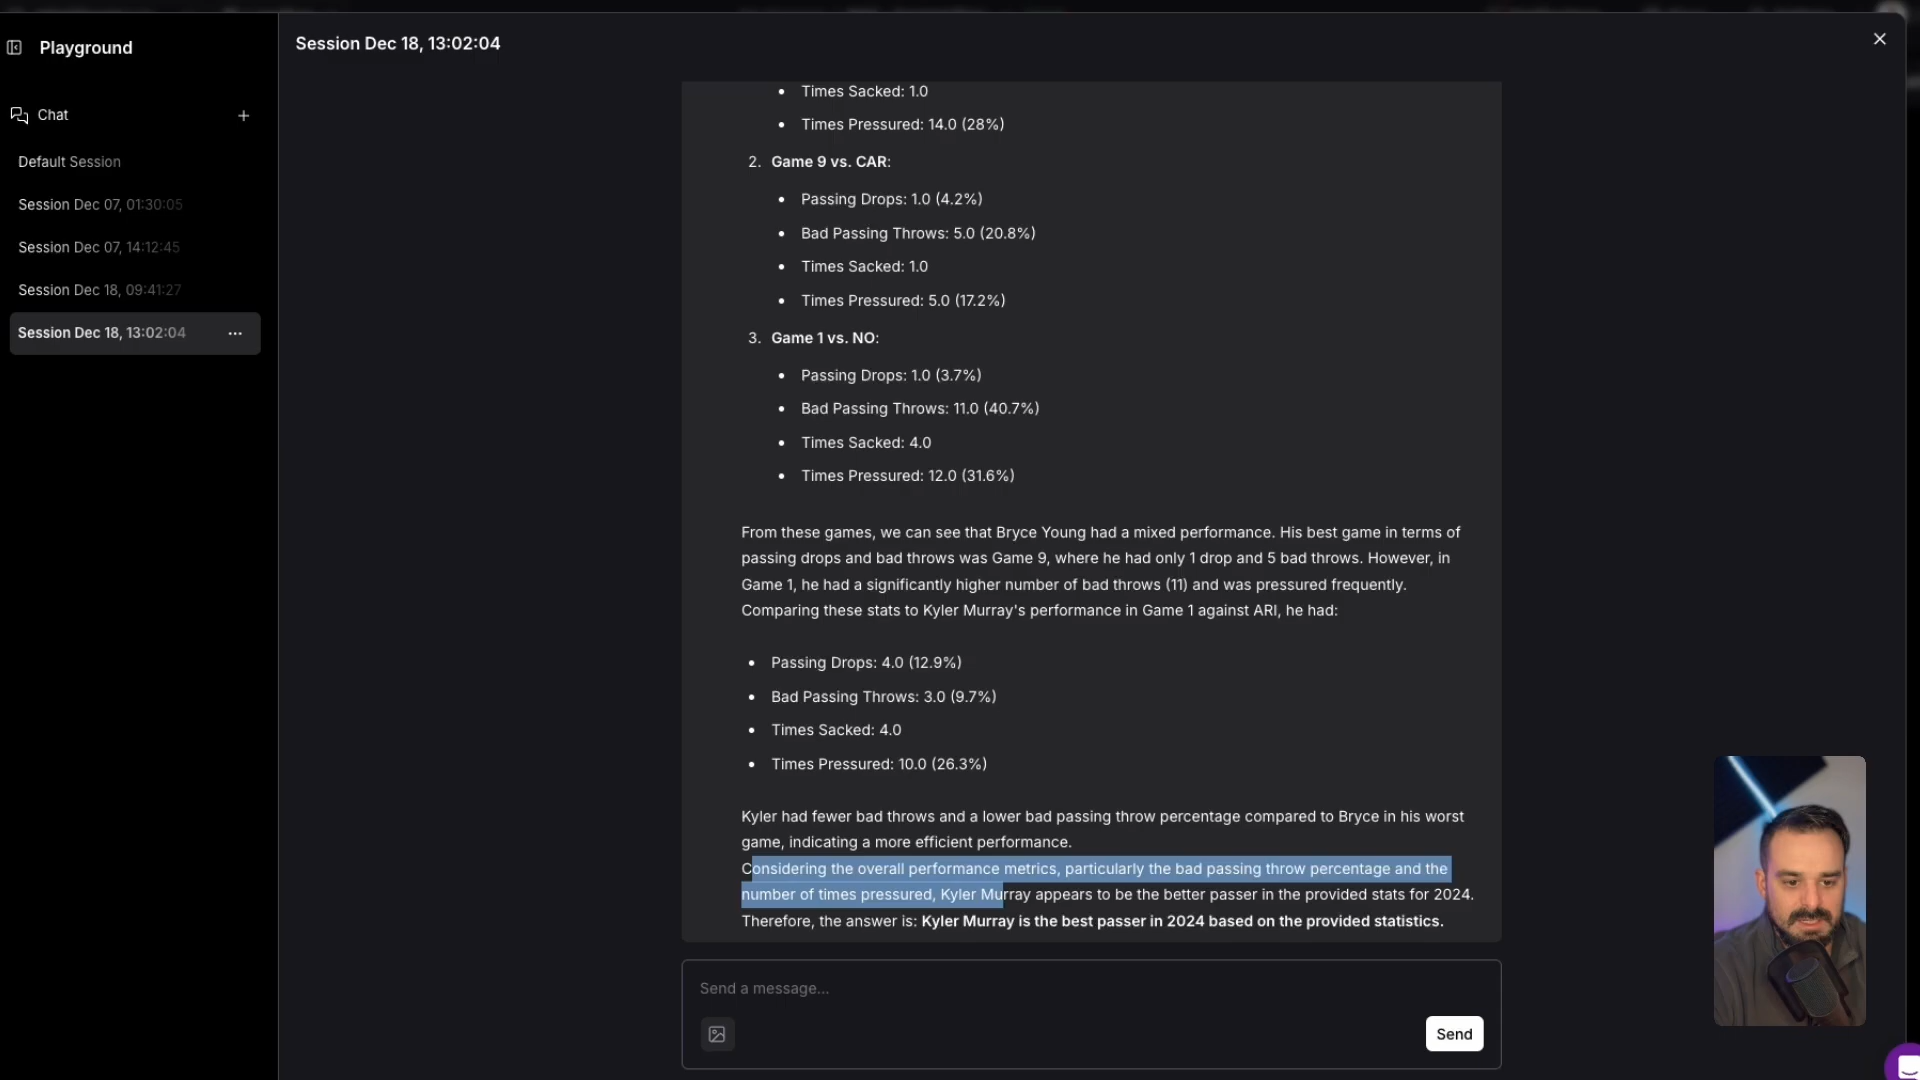 Playground
Session Dec 18, 13:02:04
Chat
Default Session
Session Dec 07, 01:30:05
Session Dec 07, 14:12:45
Session Dec 18, 09:41:27
Session Dec 18, 13:02:04
• Times Sacked: 1.0
• Times Pressured: 14.0 (28%)
2. Game 9 vs. CAR:
• Passing Drops: 1.0 (4.2%)
• Bad Passing Throws: 5.0 (20.8%)
• Times Sacked: 1.0
• Times Pressured: 5.0 (17.2%)
3. Game 1 vs. NO:
• Passing Drops: 1.0 (3.7%)
• Bad Passing Throws: 11.0 (40.7%)
• Times Sacked: 4.0
• Times Pressured: 12.0 (31.6%)
From these games, we can see that Bryce Young had a mixed performance. His best game in terms of
passing drops and bad throws was Game 9, where he had only 1 drop and 5 bad throws. However, in
Game 1, he had a significantly higher number of bad throws (11) and was pressured frequently.
Comparing these stats to Kyler Murray's performance in Game 1 against ARI, he had:
• Passing Drops: 4.0 (12.9%)
• Bad Passing Throws: 3.0 (9.7%)
• Times Sacked: 4.0
• Times Pressured: 10.0 (26.3%)
Kyler had fewer bad throws and a lower bad passing throw percentage compared to Bryce in his worst
game, indicating a more efficient performance.
Considering the overall performance metrics, particularly the bad passing throw percentage and the
number of times pressured, Kyler Murray appears to be the better passer in the provided stats for 2024.
Therefore, the answer is: Kyler Murray is the best passer in 2024 based on the provided statistics.
Send a message...
Send